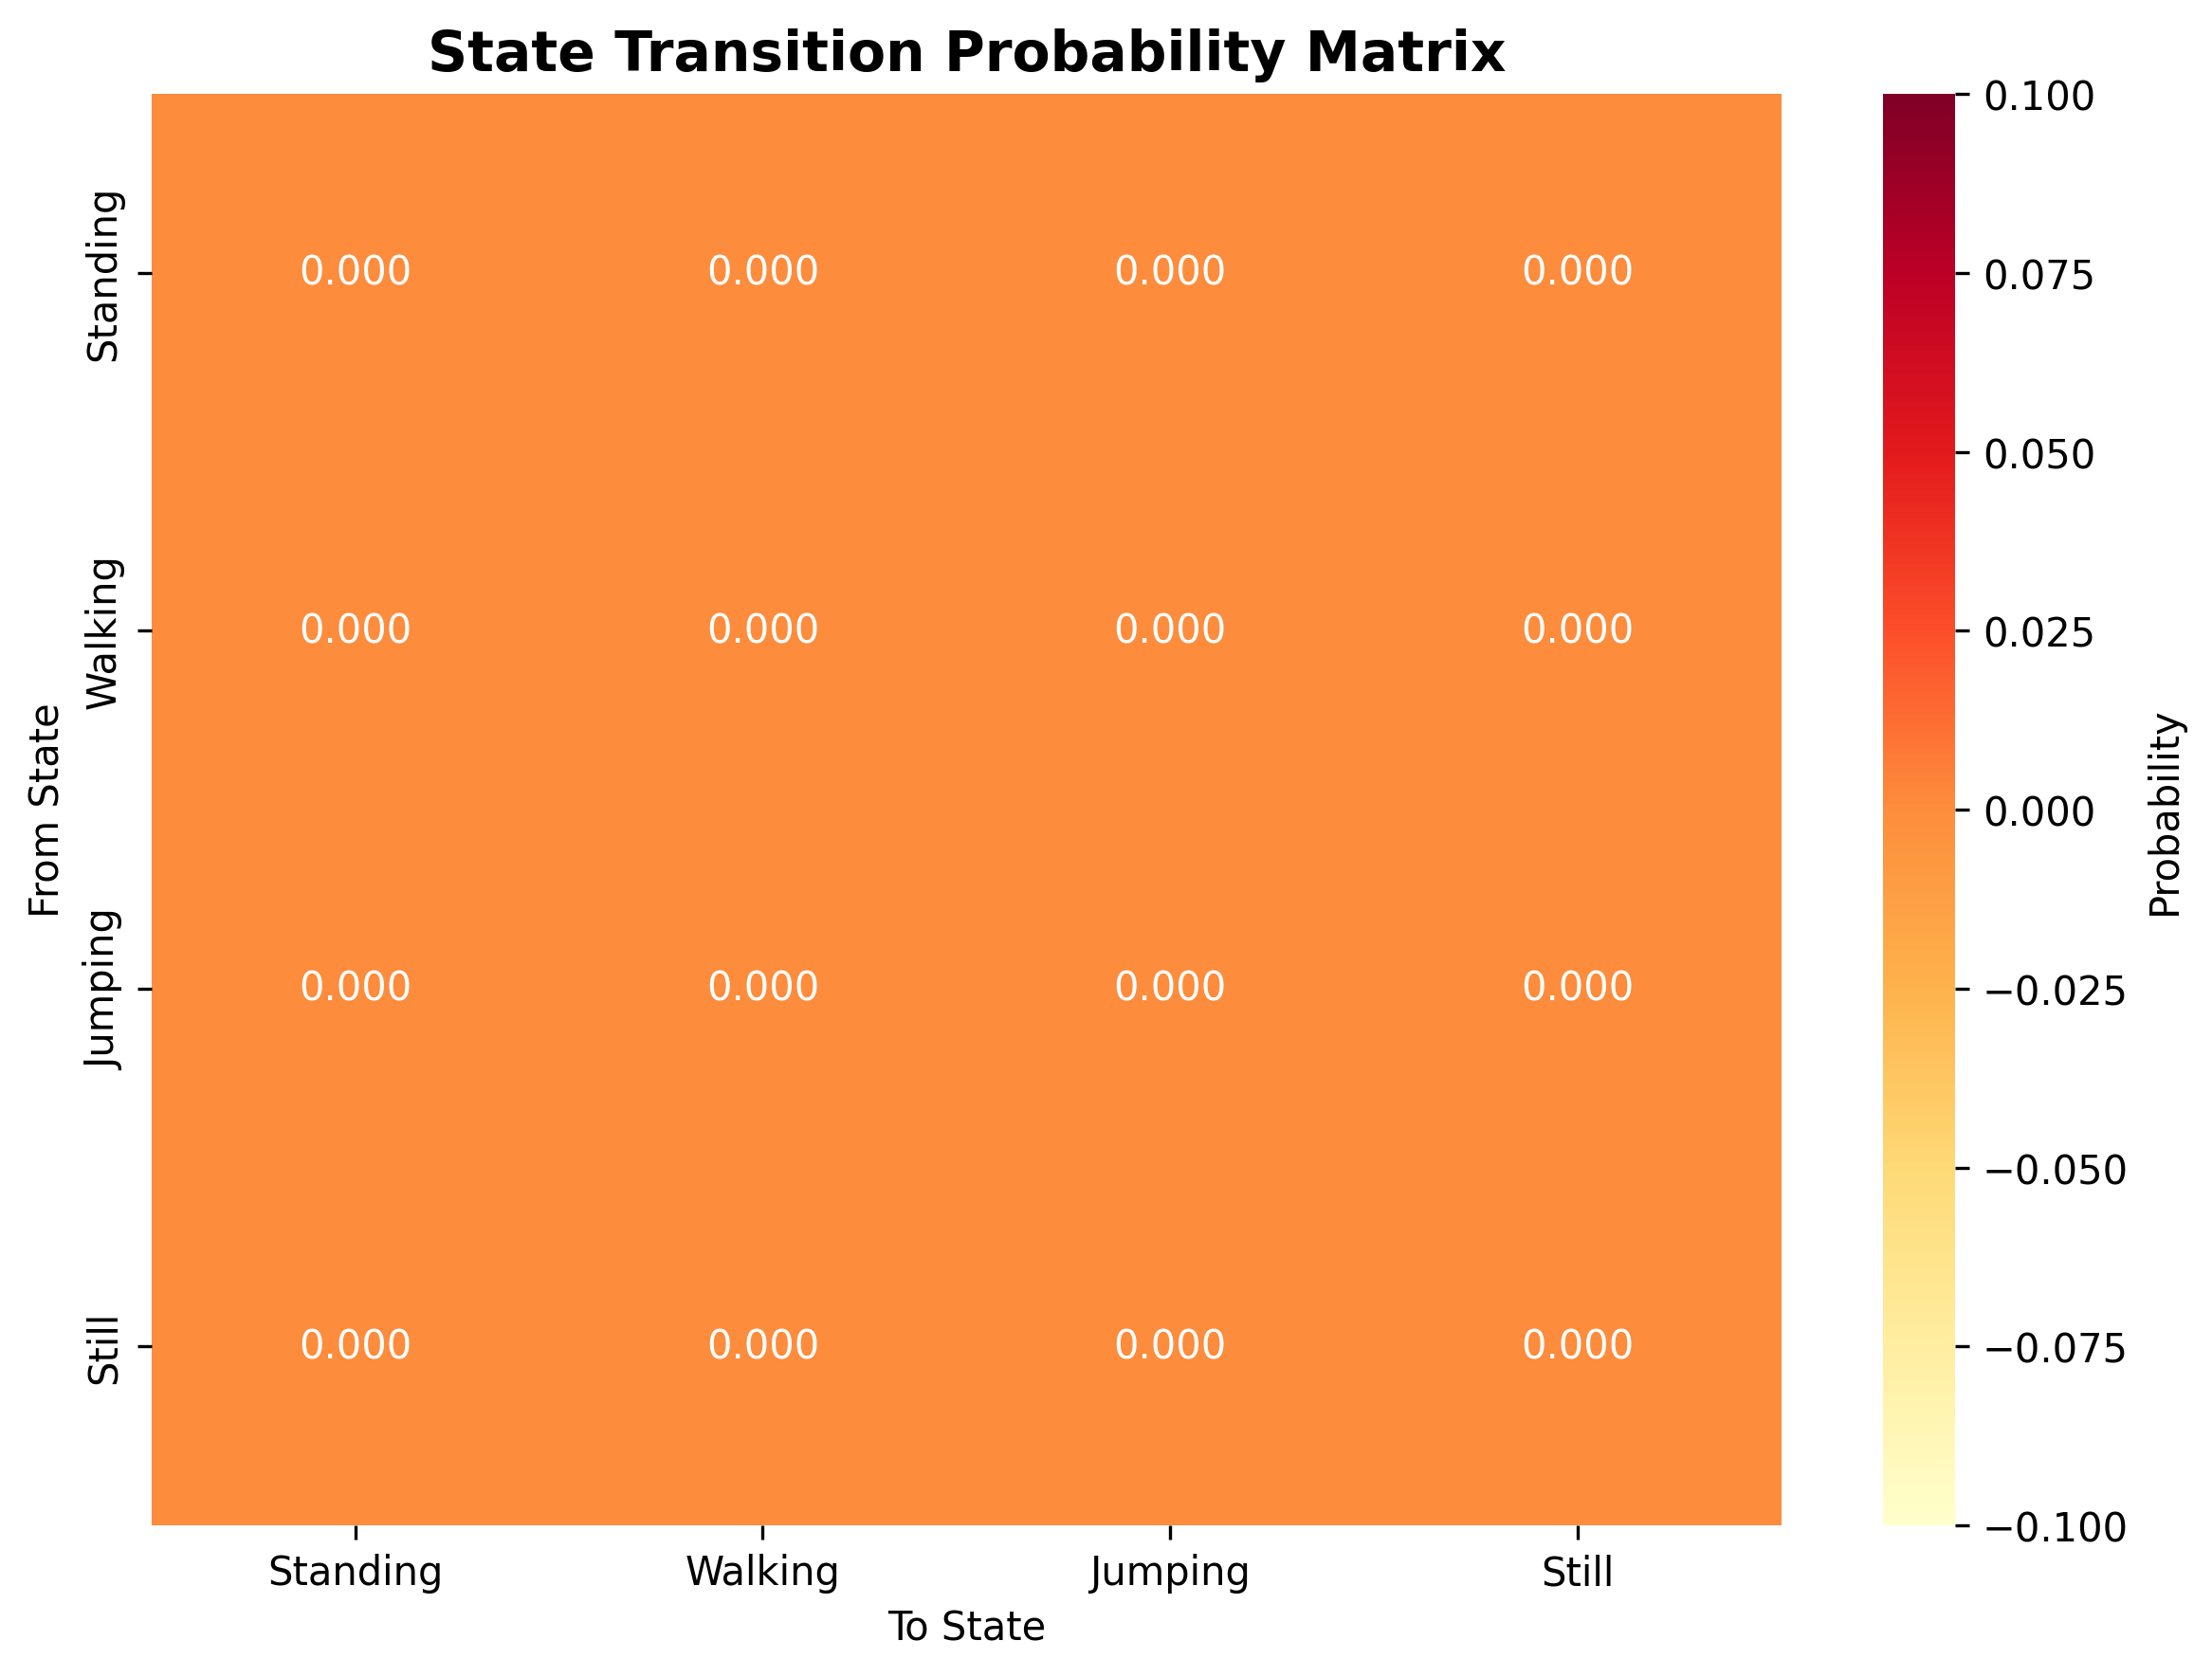 State Transition Probability Matrix
From State
Standing
0.000 0.000 0.000 0.000
Walking
0.000 0.000 0.000 0.000
Jumping
0.000 0.000 0.000 0.000
Still
0.000 0.000 0.000 0.000
Standing Walking Jumping Still
To State
0.100
0.075
0.050
0.025
0.000
−0.025
−0.050
−0.075
−0.100
Probability